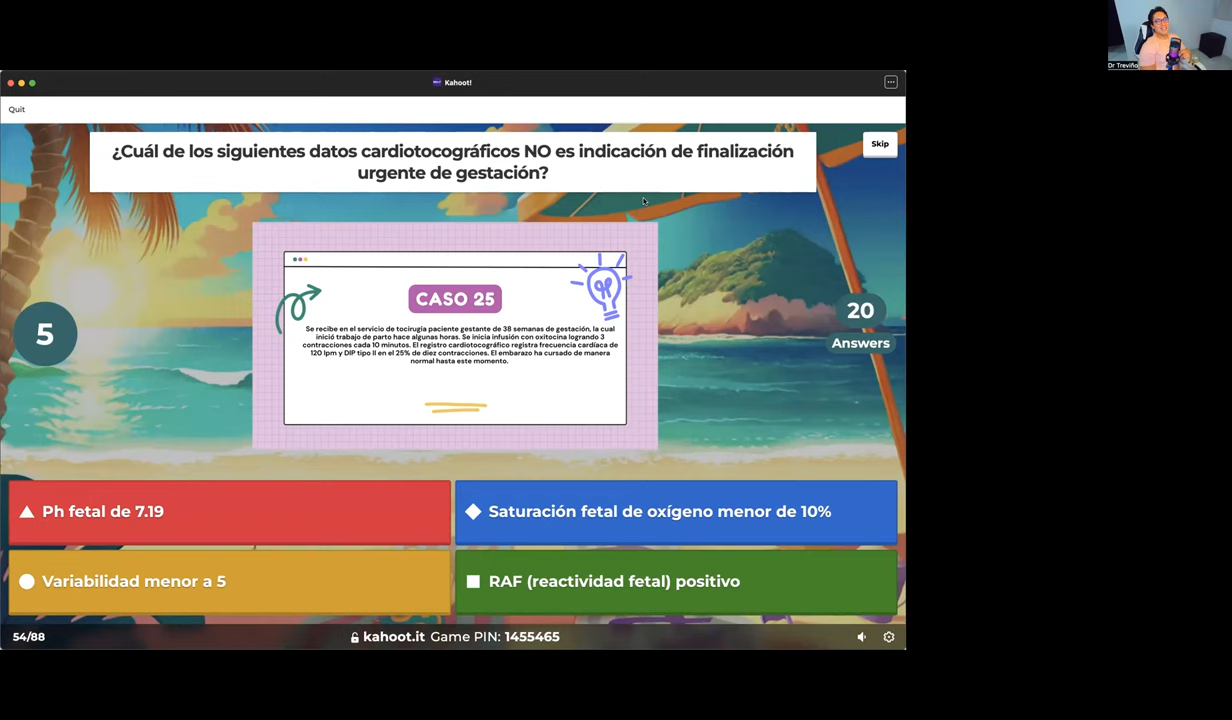 Dr Treviño
Kahoot!
Quit
¿Cuál de los siguientes datos cardiotocográficos NO es indicación de finalización
urgente de gestación?
Skip
CASO 25
Se recibe en el servicio de tocirugía paciente gestante de 38 semanas de gestación, la cual
inició trabajo de parto hace algunas horas. Se inicia infusión con oxitocina logrando 3
contracciones cada 10 minutos. El registro cardiotocográfico registra frecuencia cardíaca de
120 lpm y DIP tipo II en el 25% de diez contracciones. El embarazo ha cursado de manera
normal hasta este momento.
5
20
Answers
Ph fetal de 7.19
Saturación fetal de oxígeno menor de 10%
Variabilidad menor a 5
RAF (reactividad fetal) positivo
54/88
kahoot.it Game PIN: 1455465